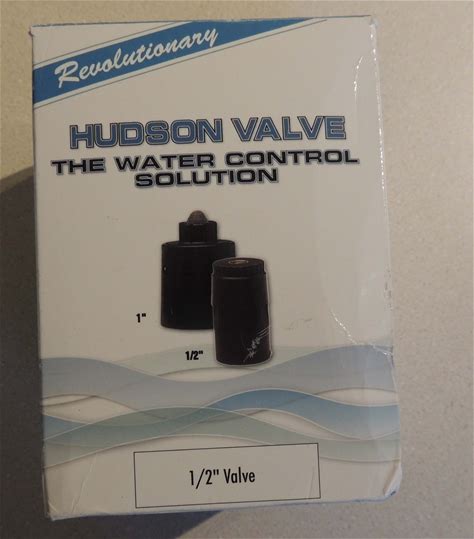 Revolutionary
HUDSON VALVE
THE WATER CONTROL
SOLUTION
1"
1/2"
1/2" Valve